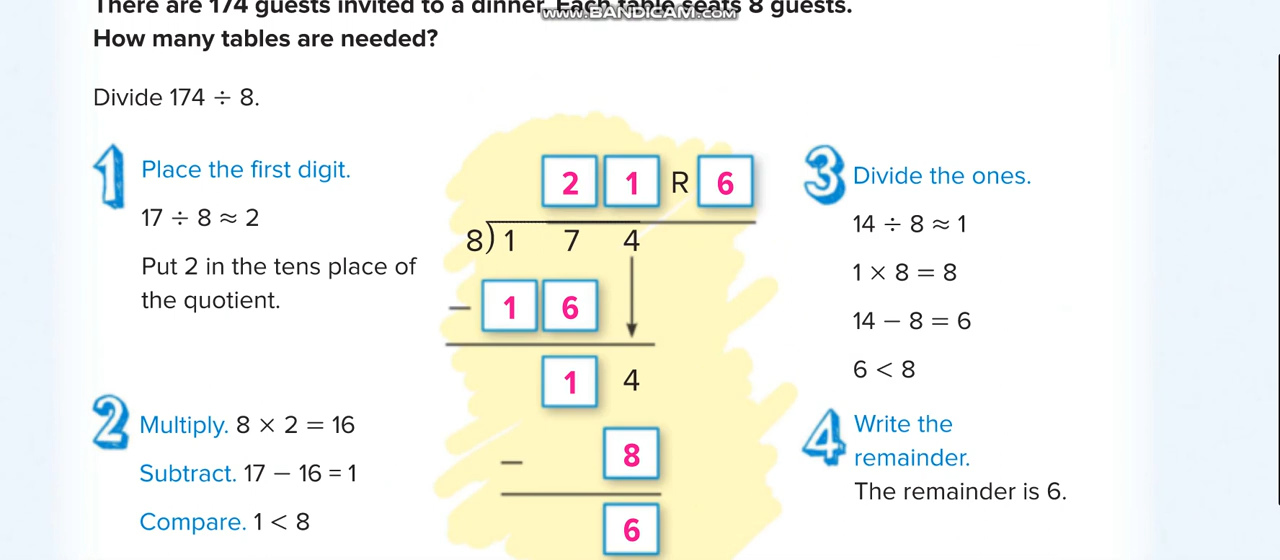 There are 174 guests invited to a dinner. Each table seats 8 guests.
www.BANDICAM.com
How many tables are needed?
Divide 174 ÷ 8.
1 Place the first digit.
17 ÷ 8 ≈ 2
Put 2 in the tens place of
the quotient.
2 Multiply. 8 × 2 = 16
Subtract. 17 − 16 = 1
Compare. 1 < 8
2 1 R 6
8)1 7 4
− 1 6
1 4
− 8
6
3 Divide the ones.
14 ÷ 8 ≈ 1
1 × 8 = 8
14 − 8 = 6
6 < 8
4 Write the
remainder.
The remainder is 6.